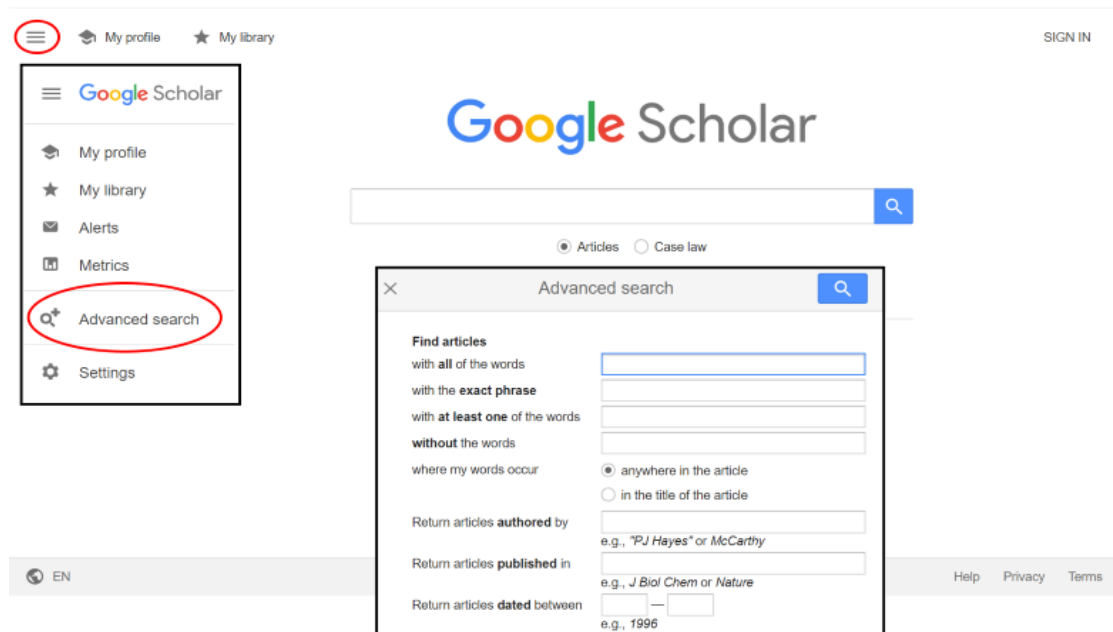 My profile My library SIGN IN
Google Scholar
My profile
My library
Alerts
Metrics
Advanced search
Settings
Google Scholar
Articles Case law
Advanced search
Find articles
with all of the words
with the exact phrase
with at least one of the words
without the words
where my words occur anywhere in the article
in the title of the article
Return articles authored by
e.g., "PJ Hayes" or McCarthy
Return articles published in
e.g., J Biol Chem or Nature
Return articles dated between —
e.g., 1996
EN Help Privacy Terms